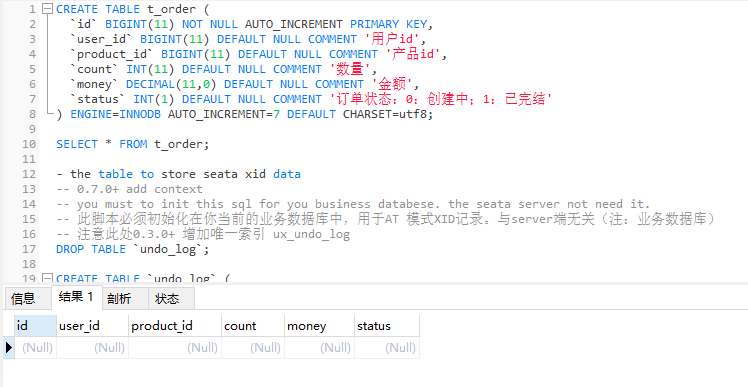 1 CREATE TABLE t_order (
2 `id` BIGINT(11) NOT NULL AUTO_INCREMENT PRIMARY KEY,
3 `user_id` BIGINT(11) DEFAULT NULL COMMENT '用户id',
4 `product_id` BIGINT(11) DEFAULT NULL COMMENT '产品id',
5 `count` INT(11) DEFAULT NULL COMMENT '数量',
6 `money` DECIMAL(11,0) DEFAULT NULL COMMENT '金额',
7 `status` INT(1) DEFAULT NULL COMMENT '订单状态：0：创建中；1：已完结'
8 ) ENGINE=INNODB AUTO_INCREMENT=7 DEFAULT CHARSET=utf8;
9
10 SELECT * FROM t_order;
11
12 - the table to store seata xid data
13 -- 0.7.0+ add context
14 -- you must to init this sql for you business databese. the seata server not need it.
15 -- 此脚本必须初始化在你当前的业务数据库中，用于AT 模式XID记录。与server端无关（注：业务数据库）
16 -- 注意此处0.3.0+ 增加唯一索引 ux_undo_log
17 DROP TABLE `undo_log`;
18
19 CREATE TABLE `undo_log` (
信息 结果 1 剖析 状态
id user_id product_id count money status
(Null) (Null) (Null) (Null) (Null) (Null)